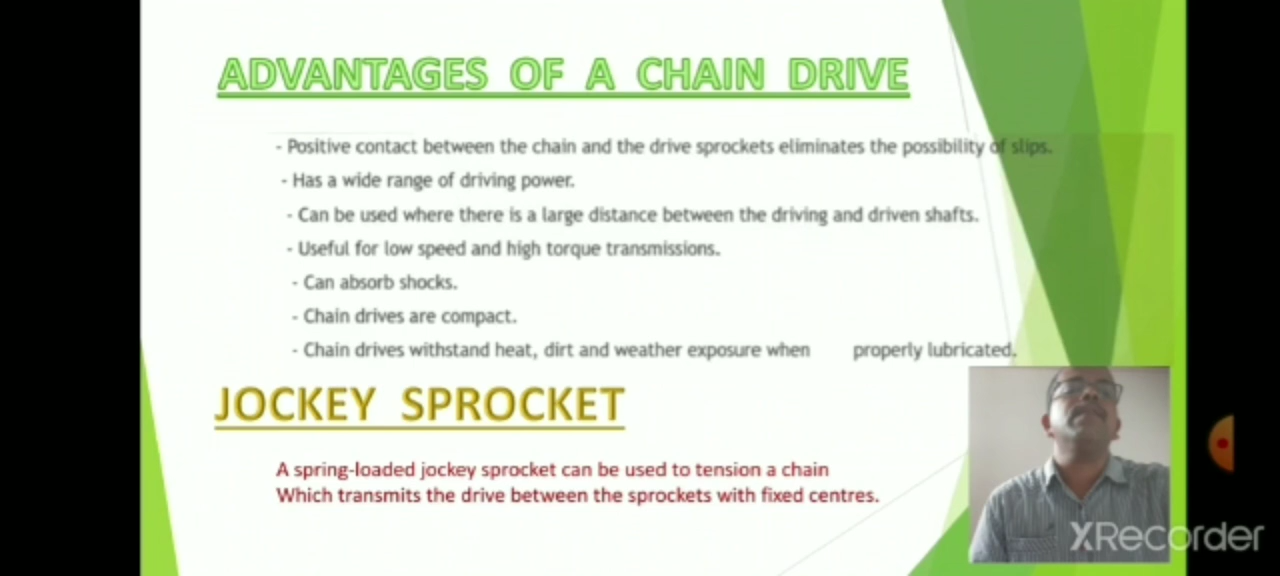 ADVANTAGES OF A CHAIN DRIVE
- Positive contact between the chain and the drive sprockets eliminates the possibility of slips.
- Has a wide range of driving power.
- Can be used where there is a large distance between the driving and driven shafts.
- Useful for low speed and high torque transmissions.
- Can absorb shocks.
- Chain drives are compact.
- Chain drives withstand heat, dirt and weather exposure when properly lubricated.
JOCKEY SPROCKET
A spring-loaded jockey sprocket can be used to tension a chain
Which transmits the drive between the sprockets with fixed centres.
XRecorder